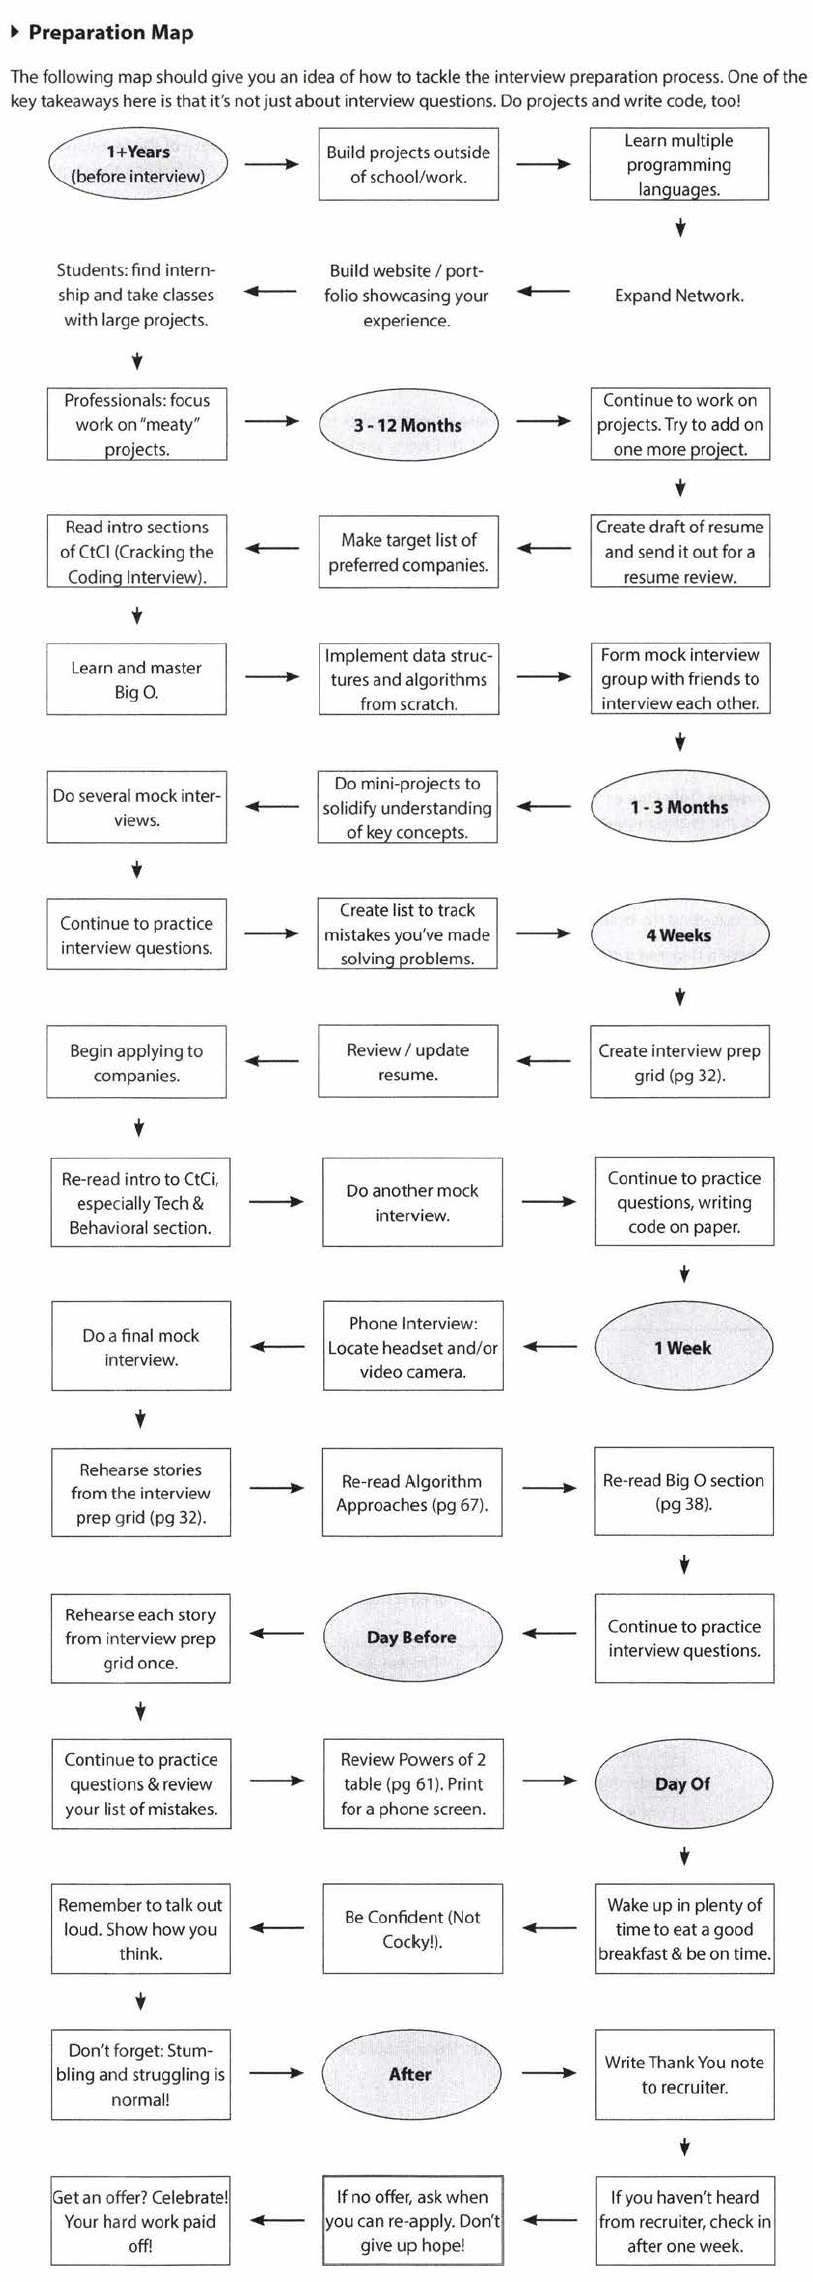 Preparation Map
The following map should give you an idea of how to tackle the interview preparation process. One of the
key takeaways here is that it's not just about interview questions. Do projects and write code, too!
1+Years
(before interview)
Build projects outside
of school/work.
Learn multiple
programming
languages.
Expand Network.
Build website / port-
folio showcasing your
experience.
Students: find intern-
ship and take classes
with large projects.
Professionals: focus
work on "meaty"
projects.
3 - 12 Months
Continue to work on
projects. Try to add on
one more project.
Create draft of resume
and send it out for a
resume review.
Make target list of
preferred companies.
Read intro sections
of CtCI (Cracking the
Coding Interview).
Learn and master
Big O.
Implement data struc-
tures and algorithms
from scratch.
Form mock interview
group with friends to
interview each other.
1 - 3 Months
Do mini-projects to
solidify understanding
of key concepts.
Do several mock inter-
views.
Continue to practice
interview questions.
Create list to track
mistakes you've made
solving problems.
4 Weeks
Create interview prep
grid (pg 32).
Review / update
resume.
Begin applying to
companies.
Re-read intro to CtCi,
especially Tech &
Behavioral section.
Do another mock
interview.
Continue to practice
questions, writing
code on paper.
1 Week
Phone Interview:
Locate headset and/or
video camera.
Do a final mock
interview.
Rehearse stories
from the interview
prep grid (pg 32).
Re-read Algorithm
Approaches (pg 67).
Re-read Big O section
(pg 38).
Continue to practice
interview questions.
Day Before
Rehearse each story
from interview prep
grid once.
Continue to practice
questions & review
your list of mistakes.
Review Powers of 2
table (pg 61). Print
for a phone screen.
Day Of
Wake up in plenty of
time to eat a good
breakfast & be on time.
Be Confident (Not
Cocky!).
Remember to talk out
loud. Show how you
think.
Don't forget: Stum-
bling and struggling is
normal!
After
Write Thank You note
to recruiter.
If you haven't heard
from recruiter, check in
after one week.
If no offer, ask when
you can re-apply. Don't
give up hope!
Get an offer? Celebrate!
Your hard work paid
off!